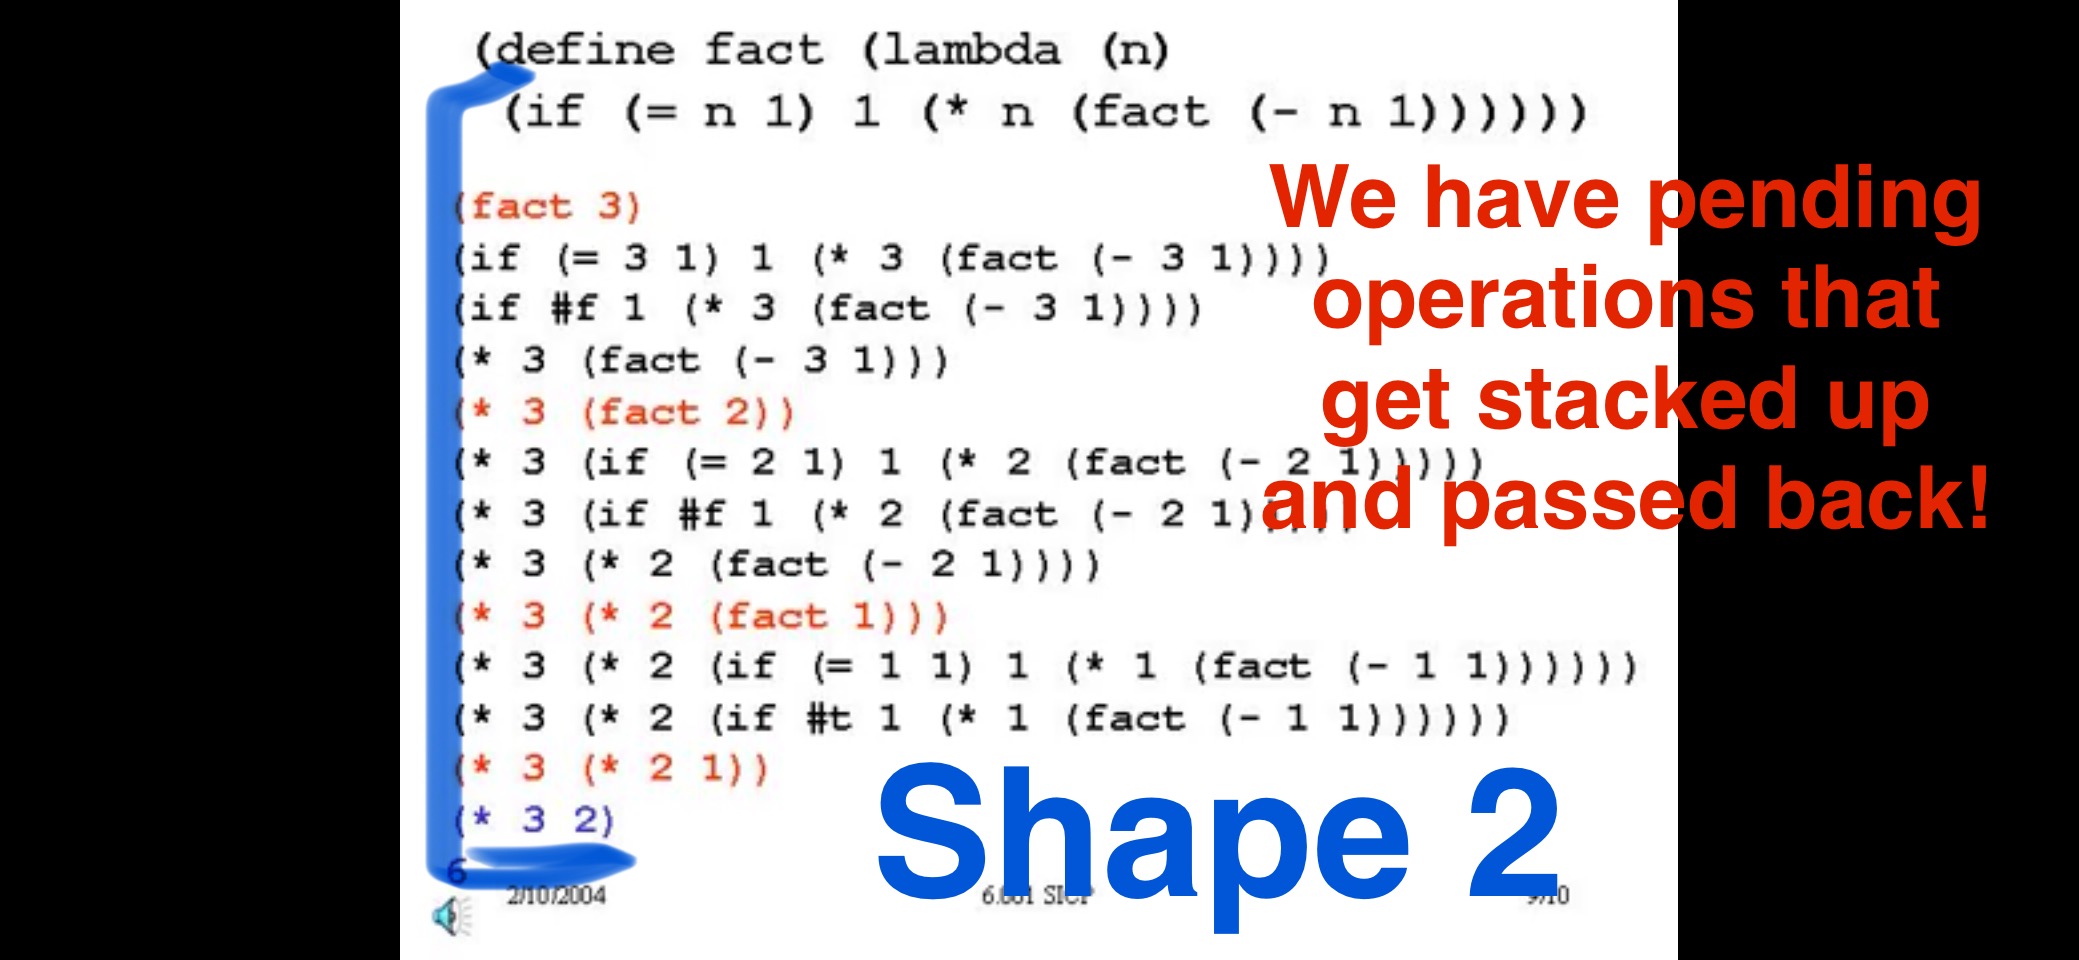 (define fact (lambda (n)
(if (= n 1) 1 (* n (fact (- n 1))))))
(fact 3)
(if (= 3 1) 1 (* 3 (fact (- 3 1))))
(if #f 1 (* 3 (fact (- 3 1))))
(* 3 (fact (- 3 1)))
(* 3 (fact 2))
(* 3 (if (= 2 1) 1 (* 2 (fact (- 2 1)))))
(* 3 (if #f 1 (* 2 (fact (- 2 1)))))
(* 3 (* 2 (fact (- 2 1))))
(* 3 (* 2 (fact 1)))
(* 3 (* 2 (if (= 1 1) 1 (* 1 (fact (- 1 1))))))
(* 3 (* 2 (if #t 1 (* 1 (fact (- 1 1))))))
(* 3 (* 2 1))
(* 3 2)
6
We have pending
operations that
get stacked up
and passed back!
Shape 2
2/10/2004
6.001 SICP
9/10